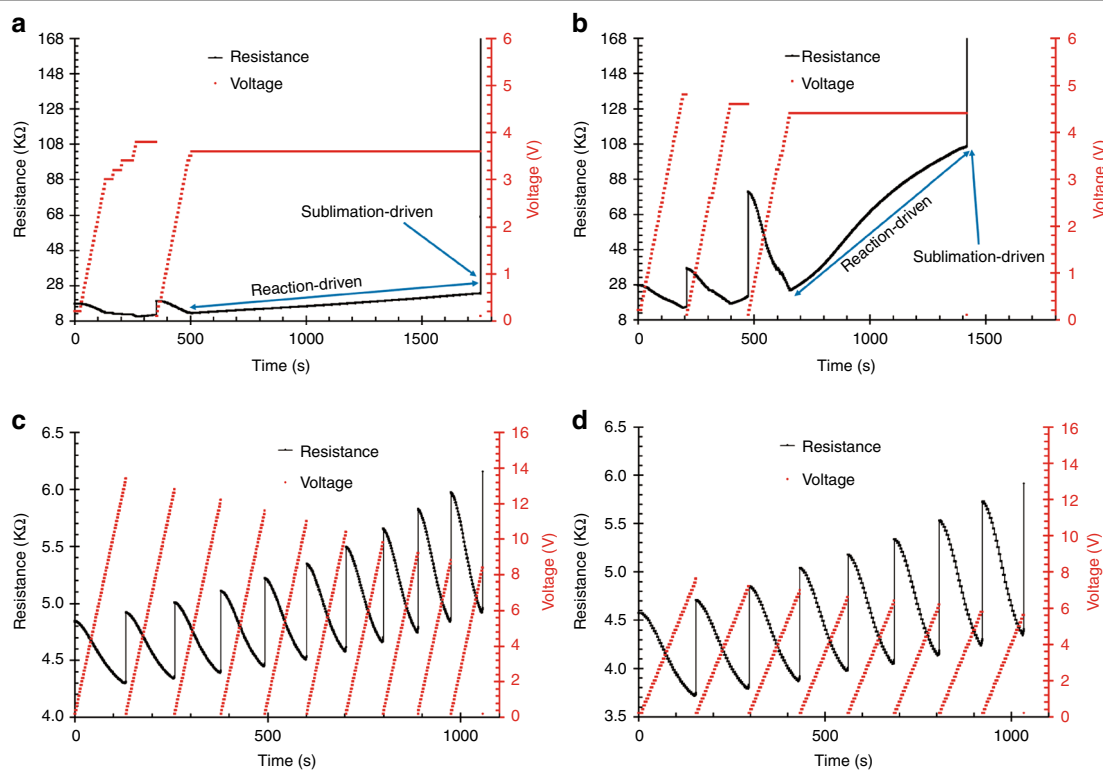 a
168
148
128
108
88
68
48
28
8
Resistance (KΩ)
0
500
1000
1500
Time (s)
6
5
4
3
2
1
0
Voltage (V)
Resistance
Voltage
Sublimation-driven
Reaction-driven
b
168
148
128
108
88
68
48
28
8
Resistance (KΩ)
0
500
1000
1500
Time (s)
6
5
4
3
2
1
0
Voltage (V)
Resistance
Voltage
Reaction-driven
Sublimation-driven
c
6.5
6.0
5.5
5.0
4.5
4.0
Resistance (KΩ)
0
500
1000
Time (s)
16
14
12
10
8
6
4
2
0
Voltage (V)
Resistance
Voltage
d
6.5
6.0
5.5
5.0
4.5
4.0
3.5
Resistance (KΩ)
0
500
1000
Time (s)
16
14
12
10
8
6
4
2
0
Voltage (V)
Resistance
Voltage